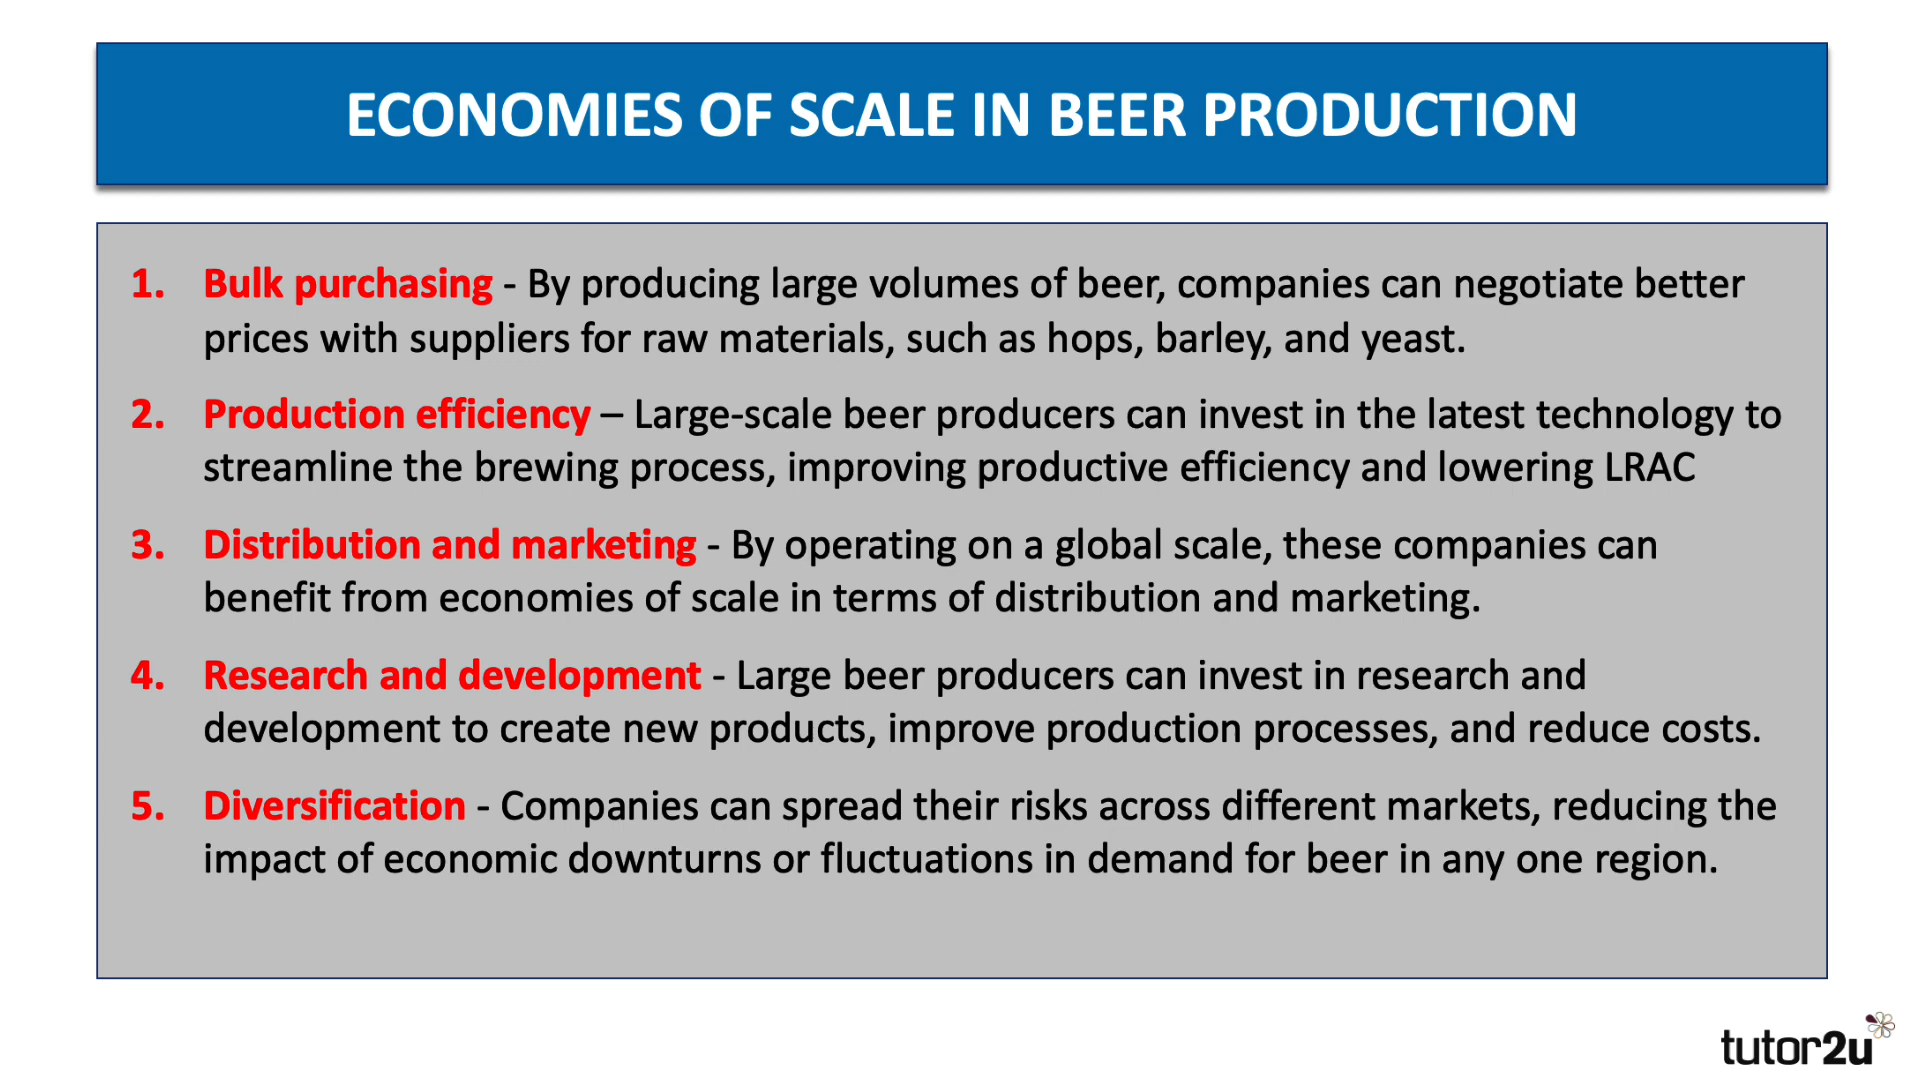 ECONOMIES OF SCALE IN BEER PRODUCTION
1. Bulk purchasing - By producing large volumes of beer, companies can negotiate better
prices with suppliers for raw materials, such as hops, barley, and yeast.
2. Production efficiency – Large-scale beer producers can invest in the latest technology to
streamline the brewing process, improving productive efficiency and lowering LRAC
3. Distribution and marketing - By operating on a global scale, these companies can
benefit from economies of scale in terms of distribution and marketing.
4. Research and development - Large beer producers can invest in research and
development to create new products, improve production processes, and reduce costs.
5. Diversification - Companies can spread their risks across different markets, reducing the
impact of economic downturns or fluctuations in demand for beer in any one region.
tutor2u